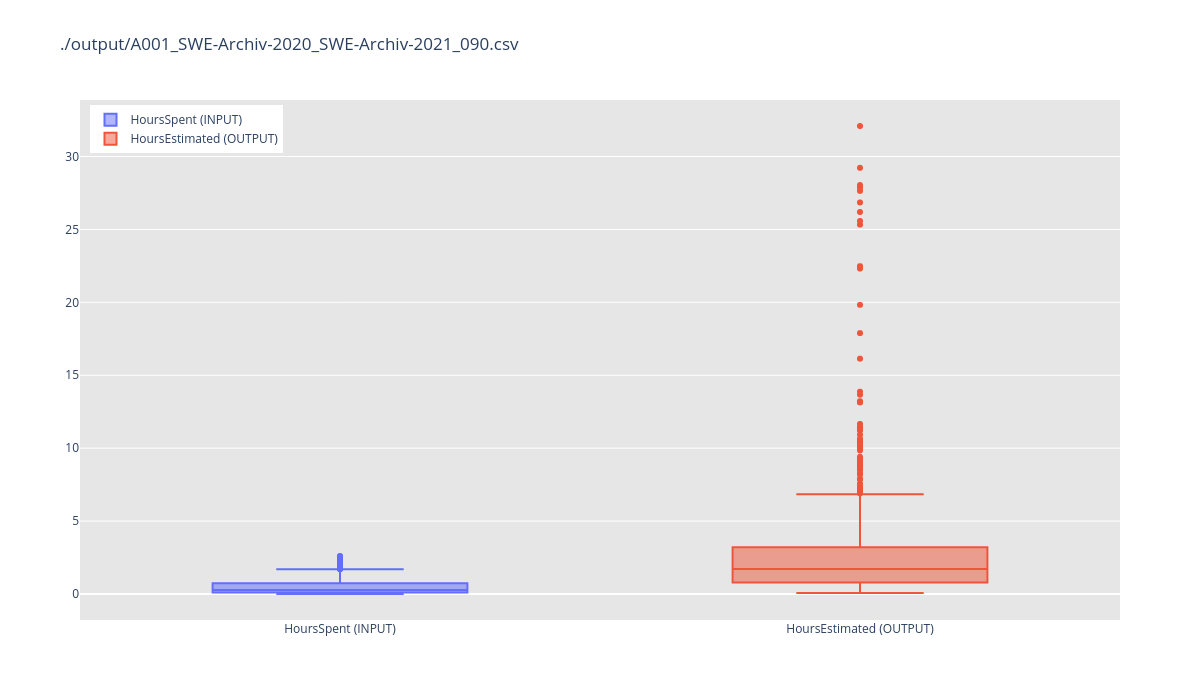 ./output/A001_SWE-Archiv-2020_SWE-Archiv-2021_090.csv
HoursSpent (INPUT)
HoursEstimated (OUTPUT)
30
25
20
15
10
5
0
HoursSpent (INPUT)
HoursEstimated (OUTPUT)